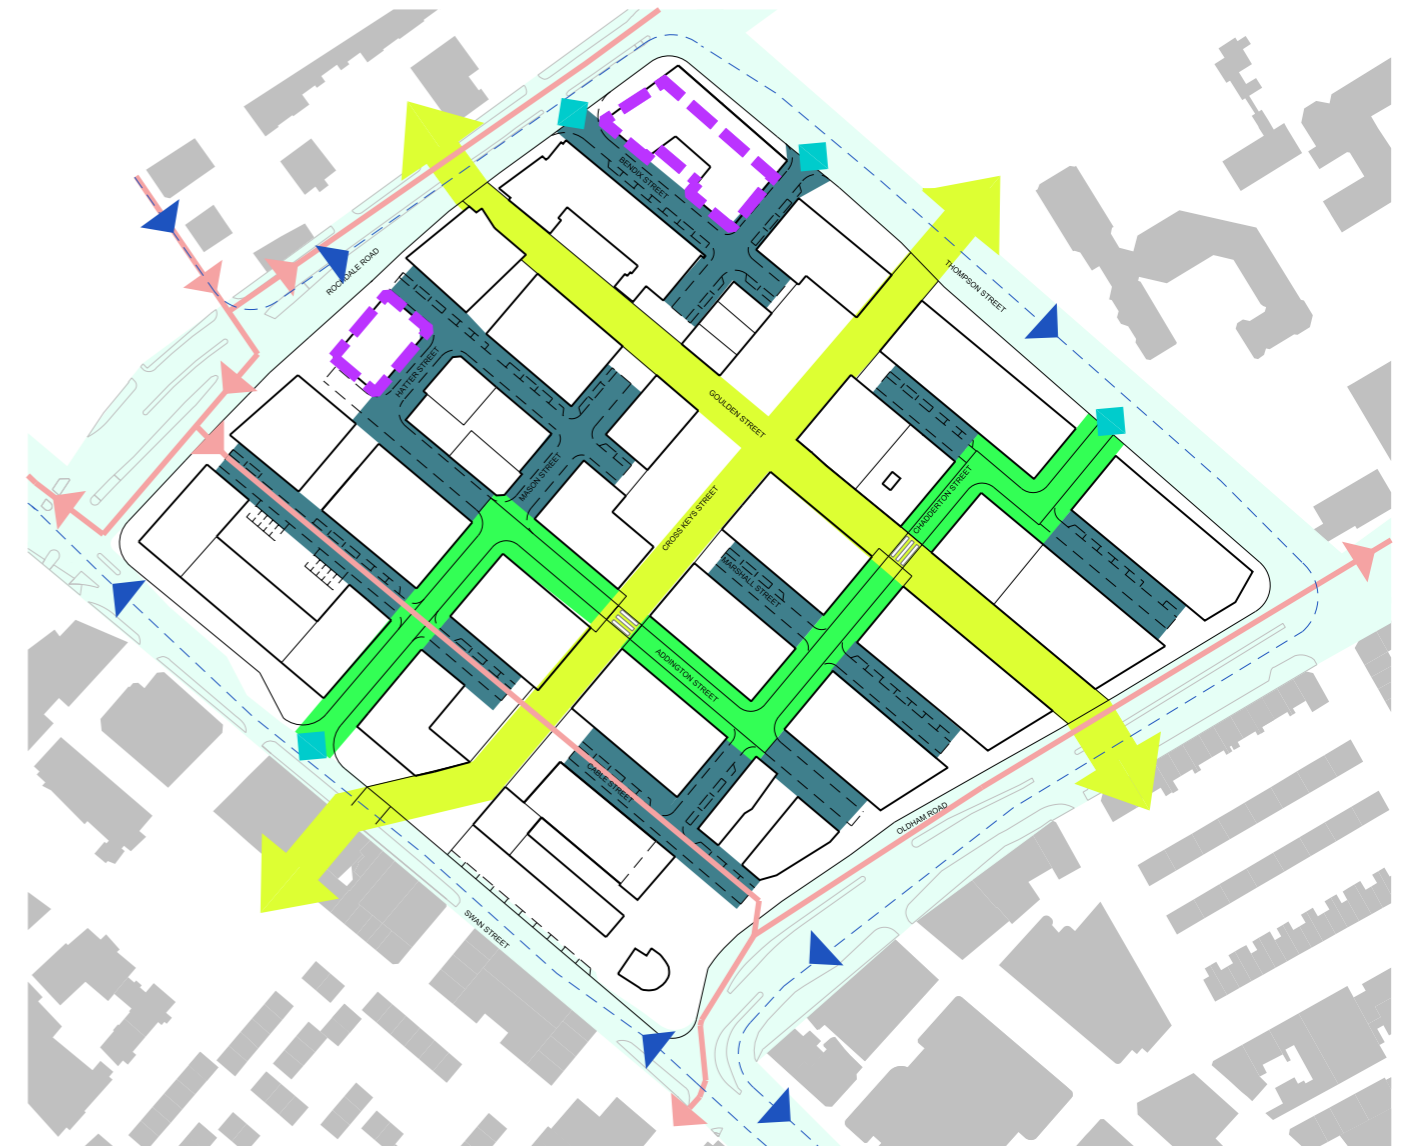 BENDIX STREET
ROCHDALE ROAD
THOMPSON STREET
HATTER STREET
GOULDEN STREET
MASON STREET
CHADDERTON STREET
CROSS KEYS STREET
MARSHALL STREET
ADDINGTON STREET
CABLE STREET
OLDHAM ROAD
SWAN STREET